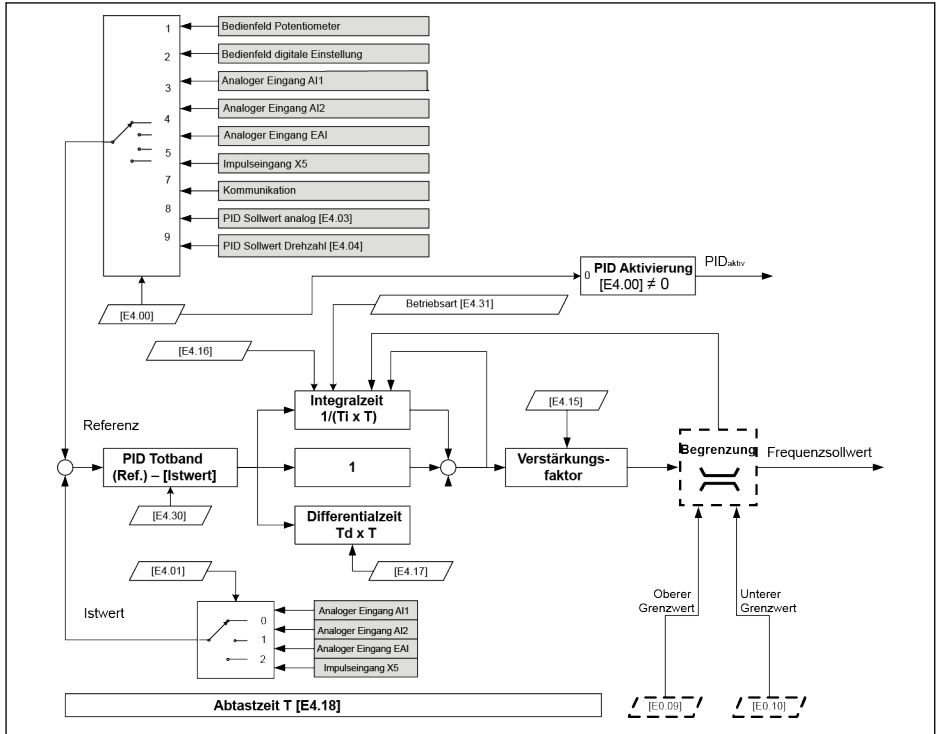 1
Bedienfeld Potentiometer
2
Bedienfeld digitale Einstellung
3
Analoger Eingang AI1
4
Analoger Eingang AI2
Analoger Eingang EAI
5
Impulseingang X5
7
Kommunikation
8
PID Sollwert analog [E4.03]
9
PID Sollwert Drehzahl [E4.04]
0
PID Aktivierung
[E4.00] ≠ 0
PIDaktiv
[E4.00]
Betriebsart [E4.31]
[E4.16]
Integralzeit
1/(Ti x T)
[E4.15]
Referenz
PID Totband
(Ref.) – [Istwert]
1
Verstärkungs-
faktor
Begrenzung
Frequenzsollwert
[E4.30]
Differentialzeit
Td x T
[E4.17]
[E4.01]
Istwert
0
1
2
Analoger Eingang AI1
Analoger Eingang AI2
Analoger Eingang EAI
Impulseingang X5
Oberer
Grenzwert
Unterer
Grenzwert
Abtastzeit T [E4.18]
[E0.09]
[E0.10]